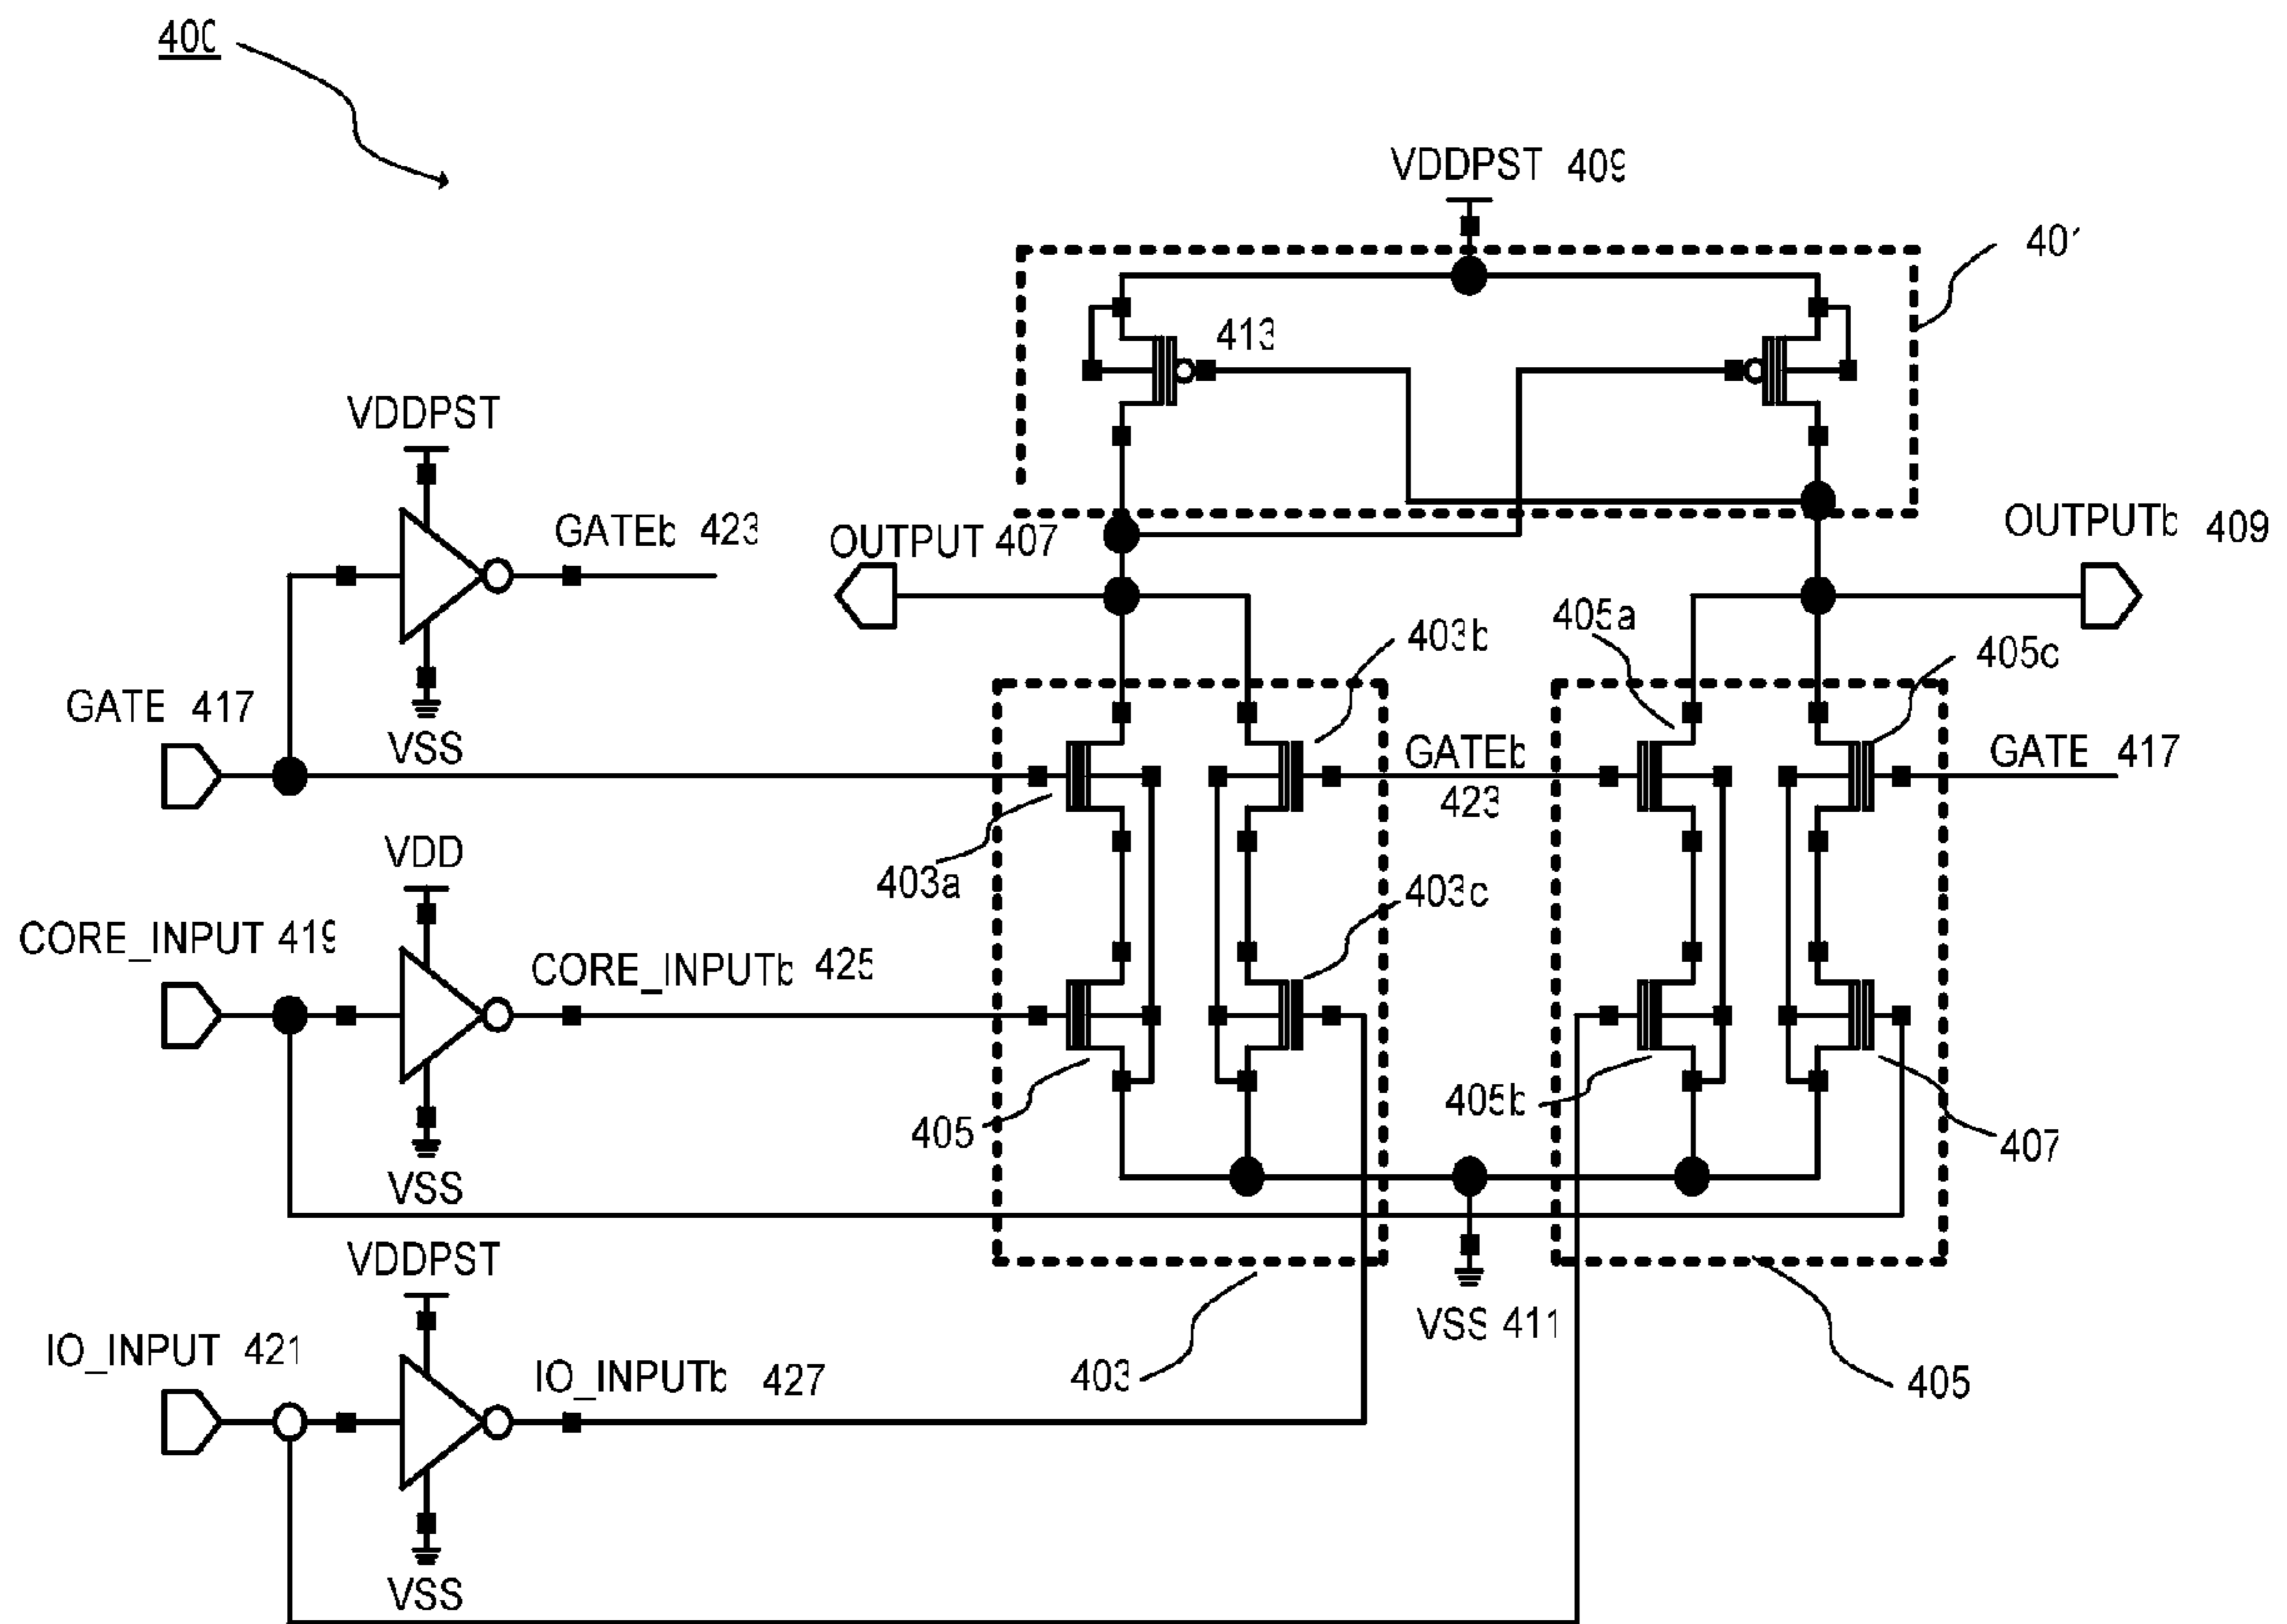 400
VDDPST 409
401
413
VDDPST
GATEb 423
OUTPUT 407
OUTPUTb 409
403b
405a
405c
GATE 417
VSS
GATEb
423
GATE 417
403a
VDD
403c
CORE_INPUT 419
CORE_INPUTb 425
405
405b
407
VSS
VDDPST
VSS 411
IO_INPUT 421
IO_INPUTb 427
403
405
VSS